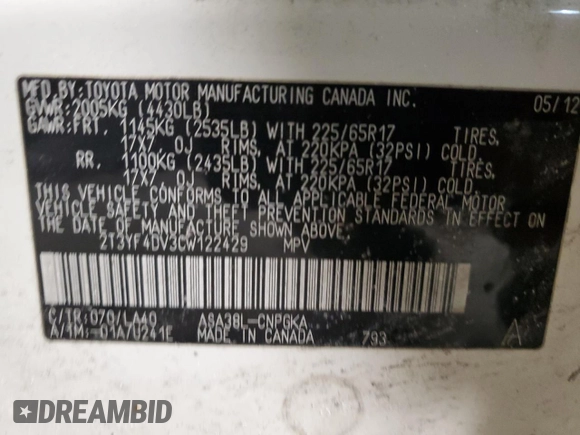 MFD.BY:TOYOTA MOTOR MANUFACTURING CANADA INC. 05/12
GVWR:2005KG (4430LB)
GAWR:FRT. 1145KG (2535LB) WITH 225/65R17 TIRES,
17X7. OJ RIMS, AT 220KPA (32PSI) COLD
RR. 1100KG (2435LB) WITH 225/65R17 TIRES,
17X7. OJ RIMS, AT 220KPA (32PSI) COLD.
THIS VEHICLE CONFORMS TO ALL APPLICABLE FEDERAL MOTOR
VEHICLE SAFETY AND THEFT PREVENTION STANDARDS IN EFFECT ON
THE DATE OF MANUFACTURE SHOWN ABOVE.
2T3YF4DV3CW122429 MPV
C/TR:070/LA40 ASA38L-CNPGKA
A/TM:-01A/U241E MADE IN CANADA 793 A
DREAMBID